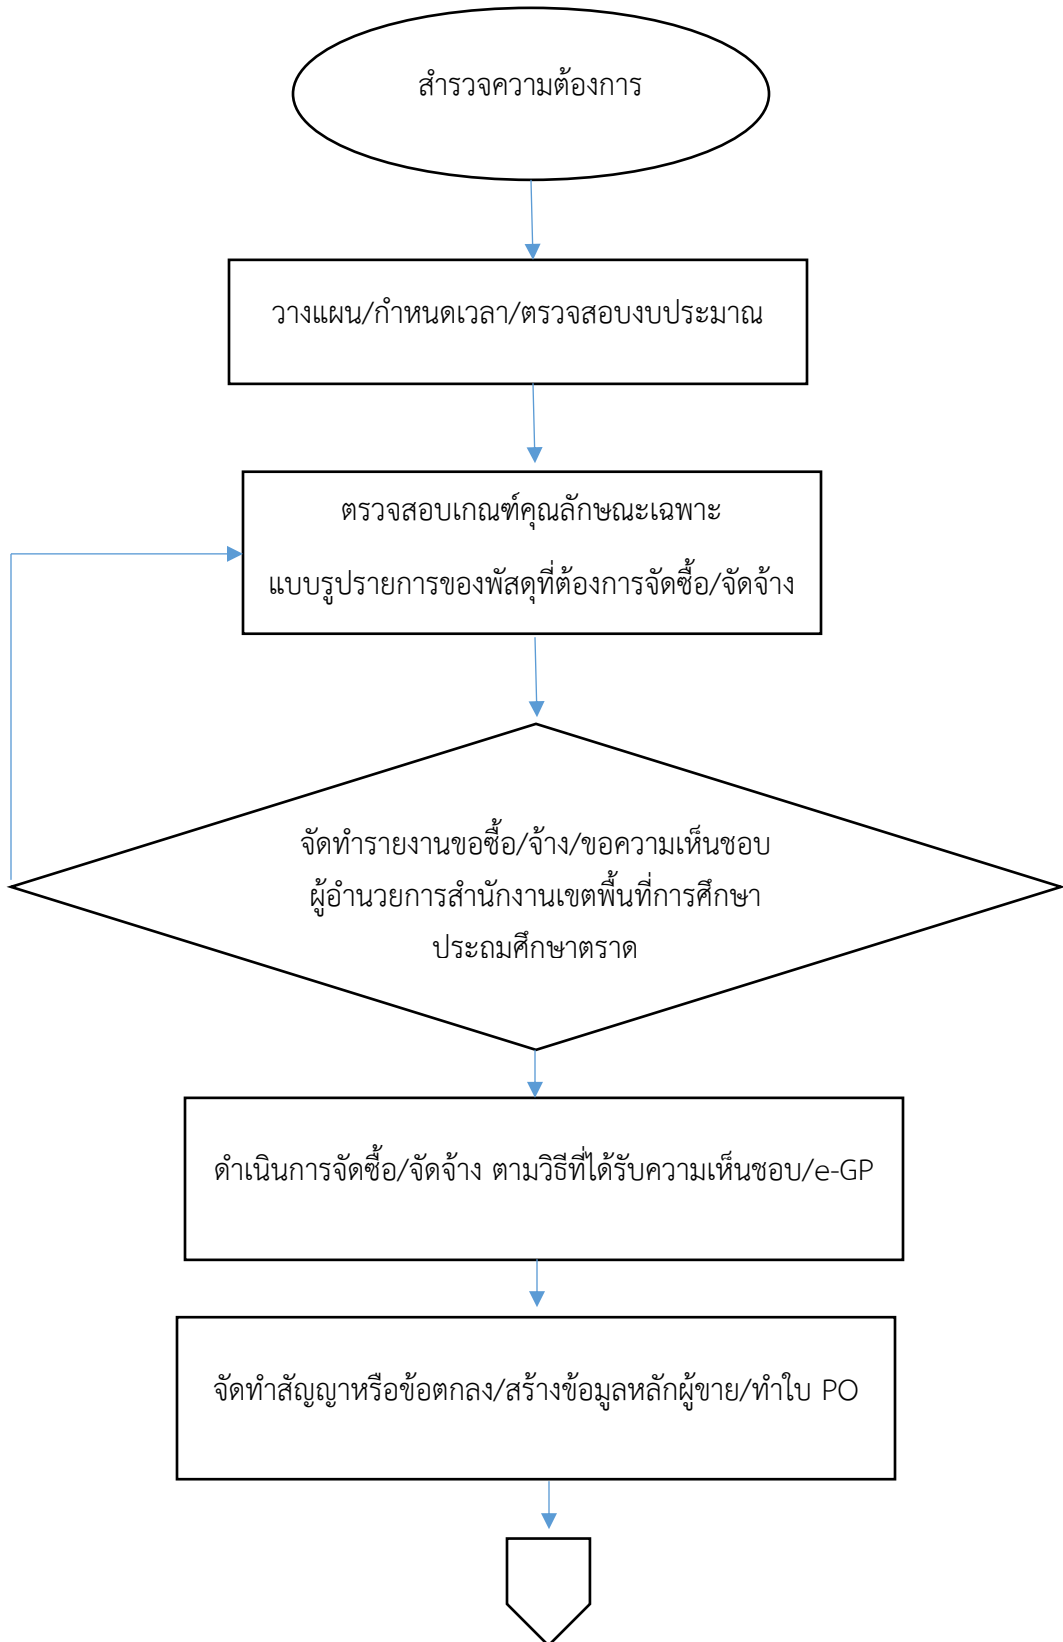 สำรวจความต้องการ
วางแผน/กำหนดเวลา/ตรวจสอบงบประมาณ
ตรวจสอบเกณฑ์คุณลักษณะเฉพาะ
แบบรูปรายการของพัสดุที่ต้องการจัดซื้อ/จัดจ้าง
จัดทำรายงานขอซื้อ/จ้าง/ขอความเห็นชอบ
ผู้อำนวยการสำนักงานเขตพื้นที่การศึกษา
ประถมศึกษาตราด
ดำเนินการจัดซื้อ/จัดจ้าง ตามวิธีที่ได้รับความเห็นชอบ/e-GP
จัดทำสัญญาหรือข้อตกลง/สร้างข้อมูลหลักผู้ขาย/ทำใบ PO